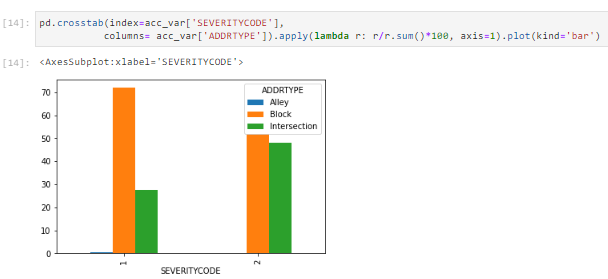 [14]: pd.crosstab(index=acc_var['SEVERITYCODE'],
columns= acc_var['ADDRTYPE']).apply(lambda r: r/r.sum()*100, axis=1).plot(kind='bar')
[14]: <AxesSubplot:xlabel='SEVERITYCODE'>
70
60
50
40
30
20
10
0
ADDRTYPE
Alley
Block
Intersection
1
2
SEVERITYCODE